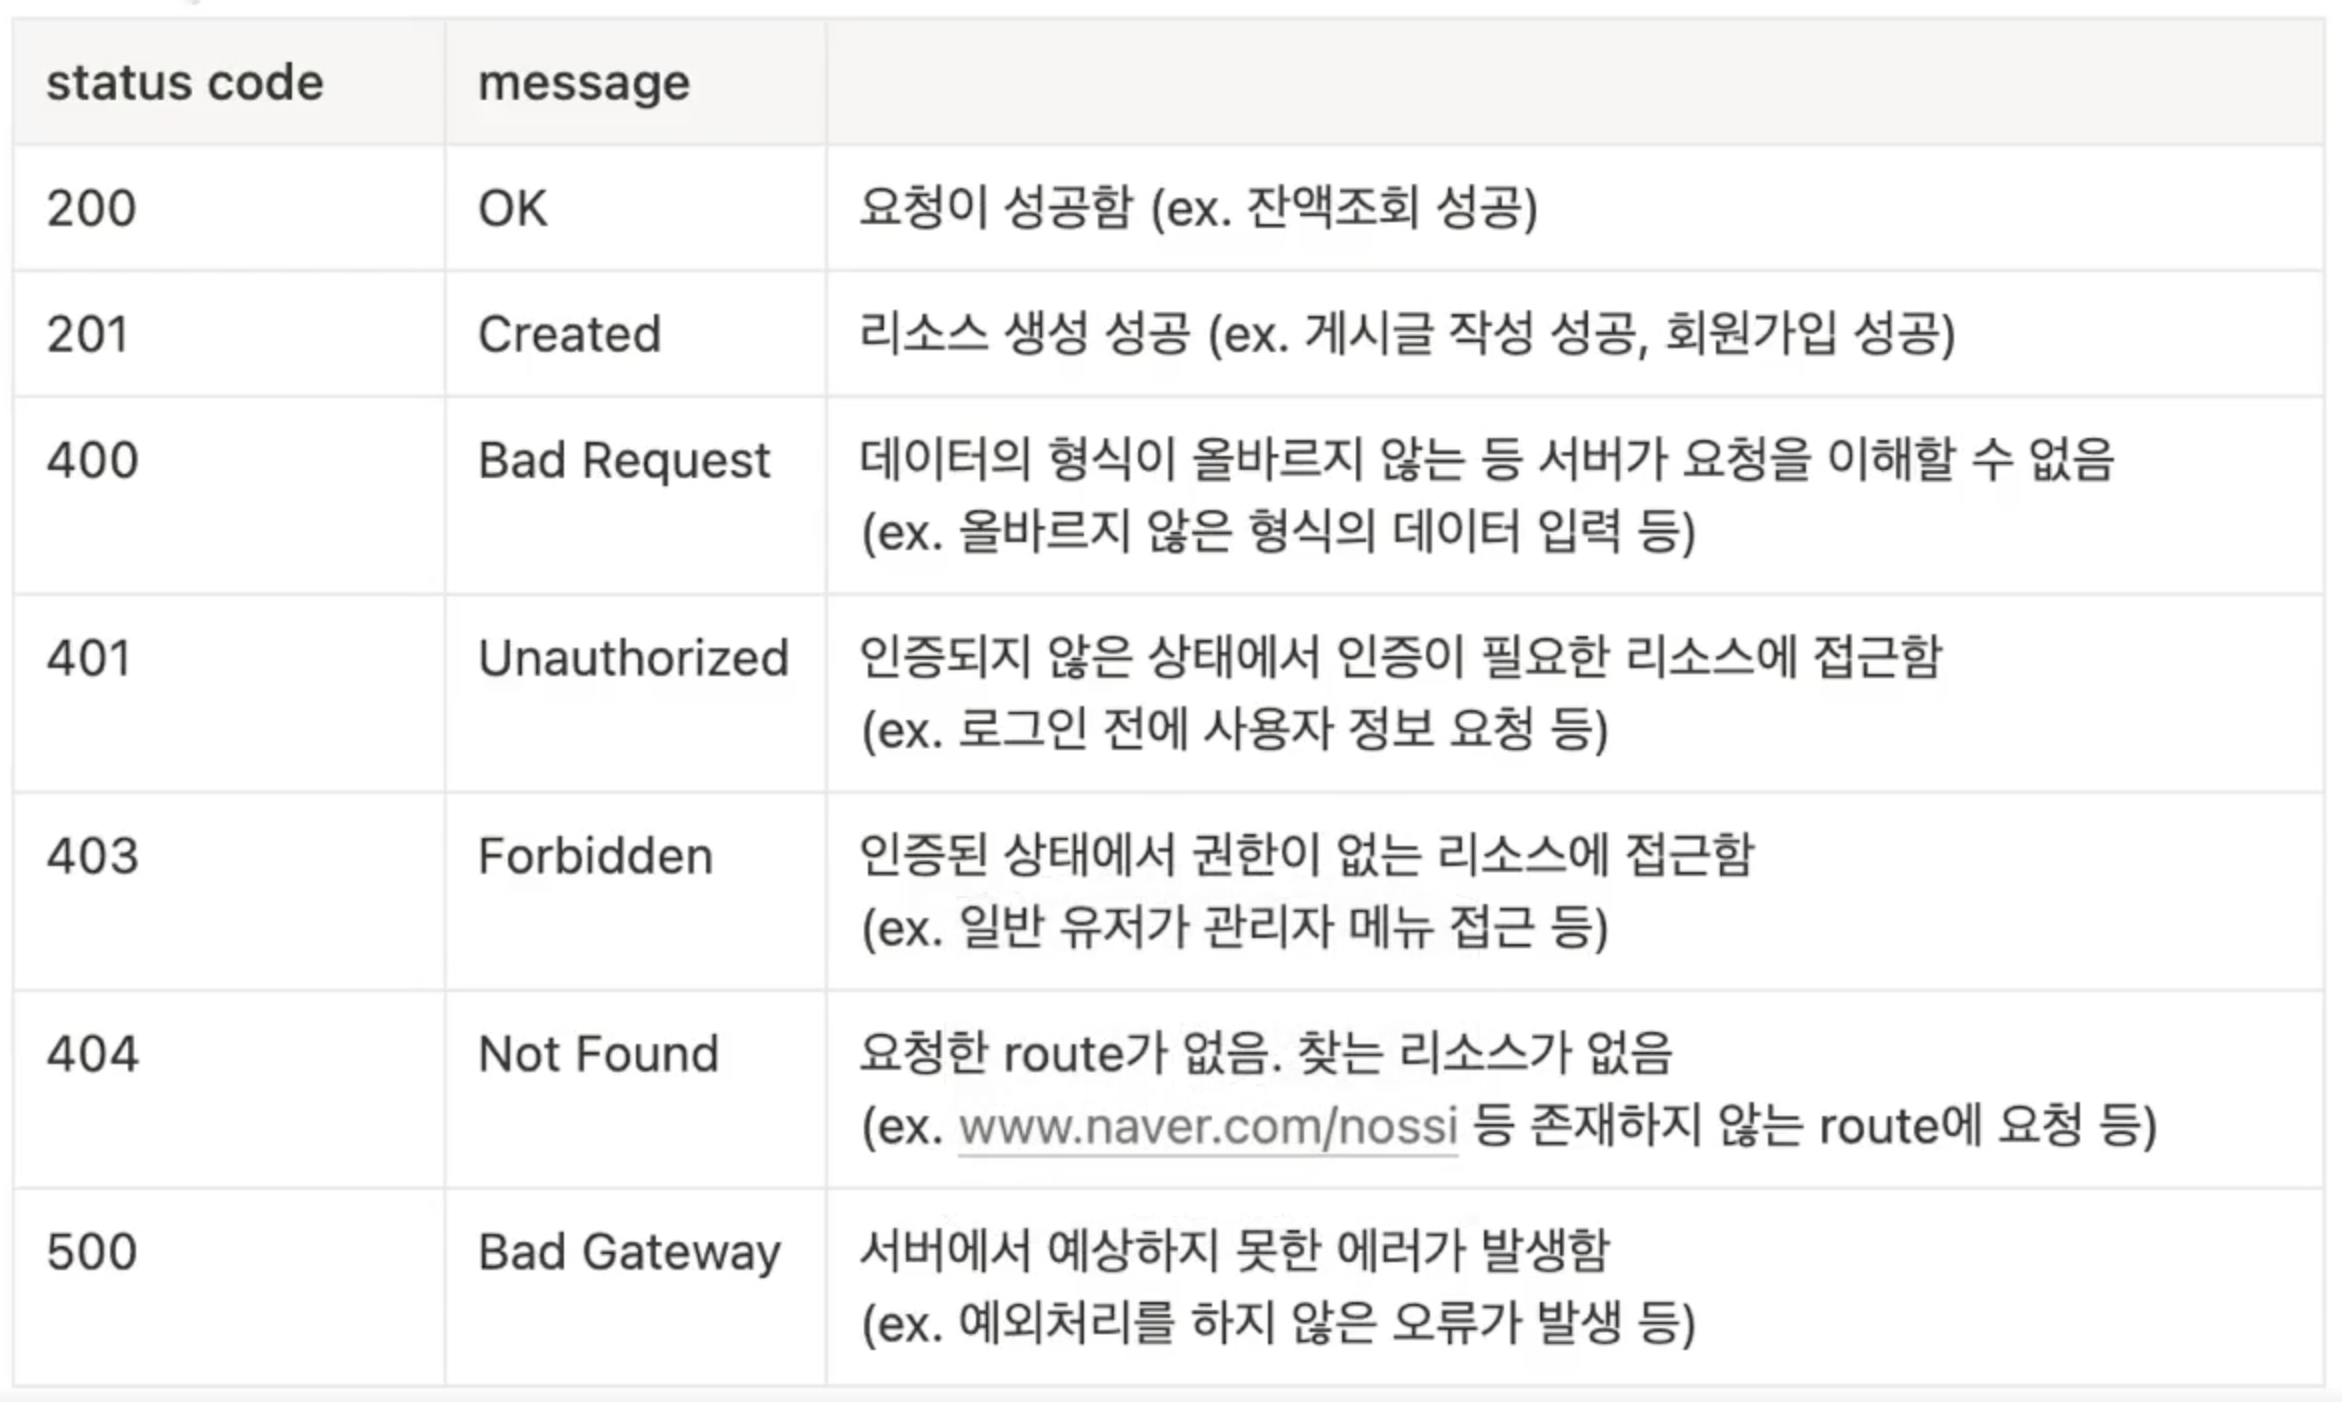 status code message
200 OK 요청이 성공함 (ex. 잔액조회 성공)
201 Created 리소스 생성 성공 (ex. 게시글 작성 성공, 회원가입 성공)
400 Bad Request 데이터의 형식이 올바르지 않는 등 서버가 요청을 이해할 수 없음
(ex. 올바르지 않은 형식의 데이터 입력 등)
401 Unauthorized 인증되지 않은 상태에서 인증이 필요한 리소스에 접근함
(ex. 로그인 전에 사용자 정보 요청 등)
403 Forbidden 인증된 상태에서 권한이 없는 리소스에 접근함
(ex. 일반 유저가 관리자 메뉴 접근 등)
404 Not Found 요청한 route가 없음. 찾는 리소스가 없음
(ex. www.naver.com/nossi 등 존재하지 않는 route에 요청 등)
500 Bad Gateway 서버에서 예상하지 못한 에러가 발생함
(ex. 예외처리를 하지 않은 오류가 발생 등)